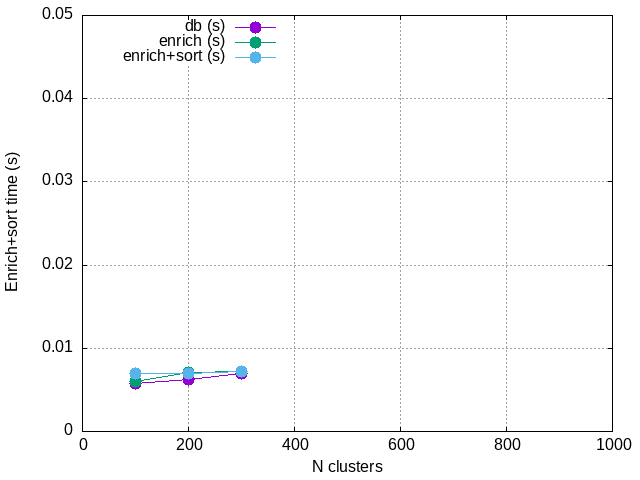 0.05
0.04
0.03
0.02
0.01
0
Enrich+sort time (s)
db (s)
enrich (s)
enrich+sort (s)
0 200 400 600 800 1000
N clusters